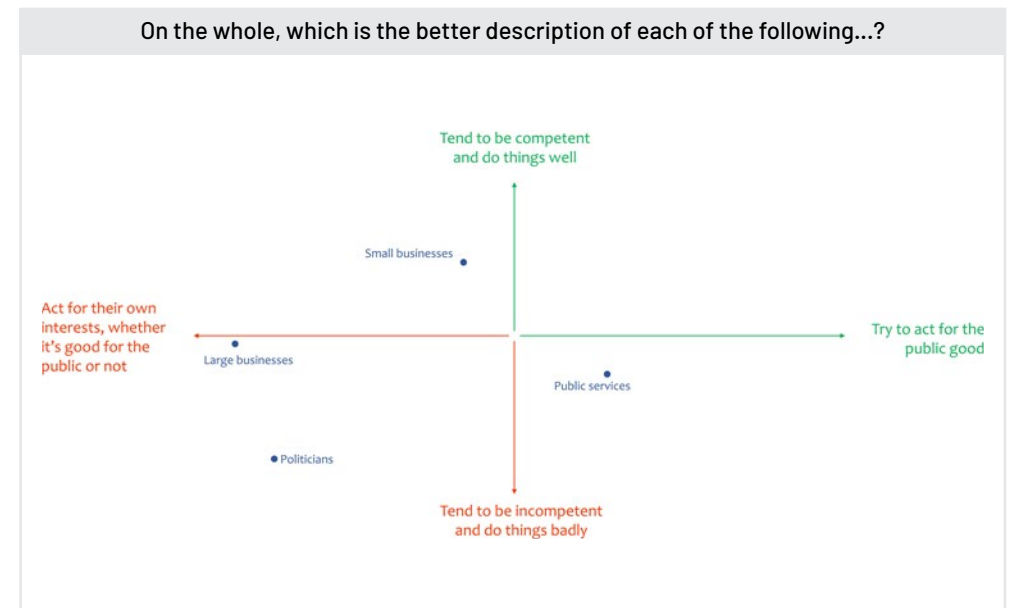 On the whole, which is the better description of each of the following...?
Tend to be competent
and do things well
Small businesses
Act for their own
interests, whether
it's good for the
public or not
Large businesses
Try to act for the
public good
Public services
Politicians
Tend to be incompetent
and do things badly